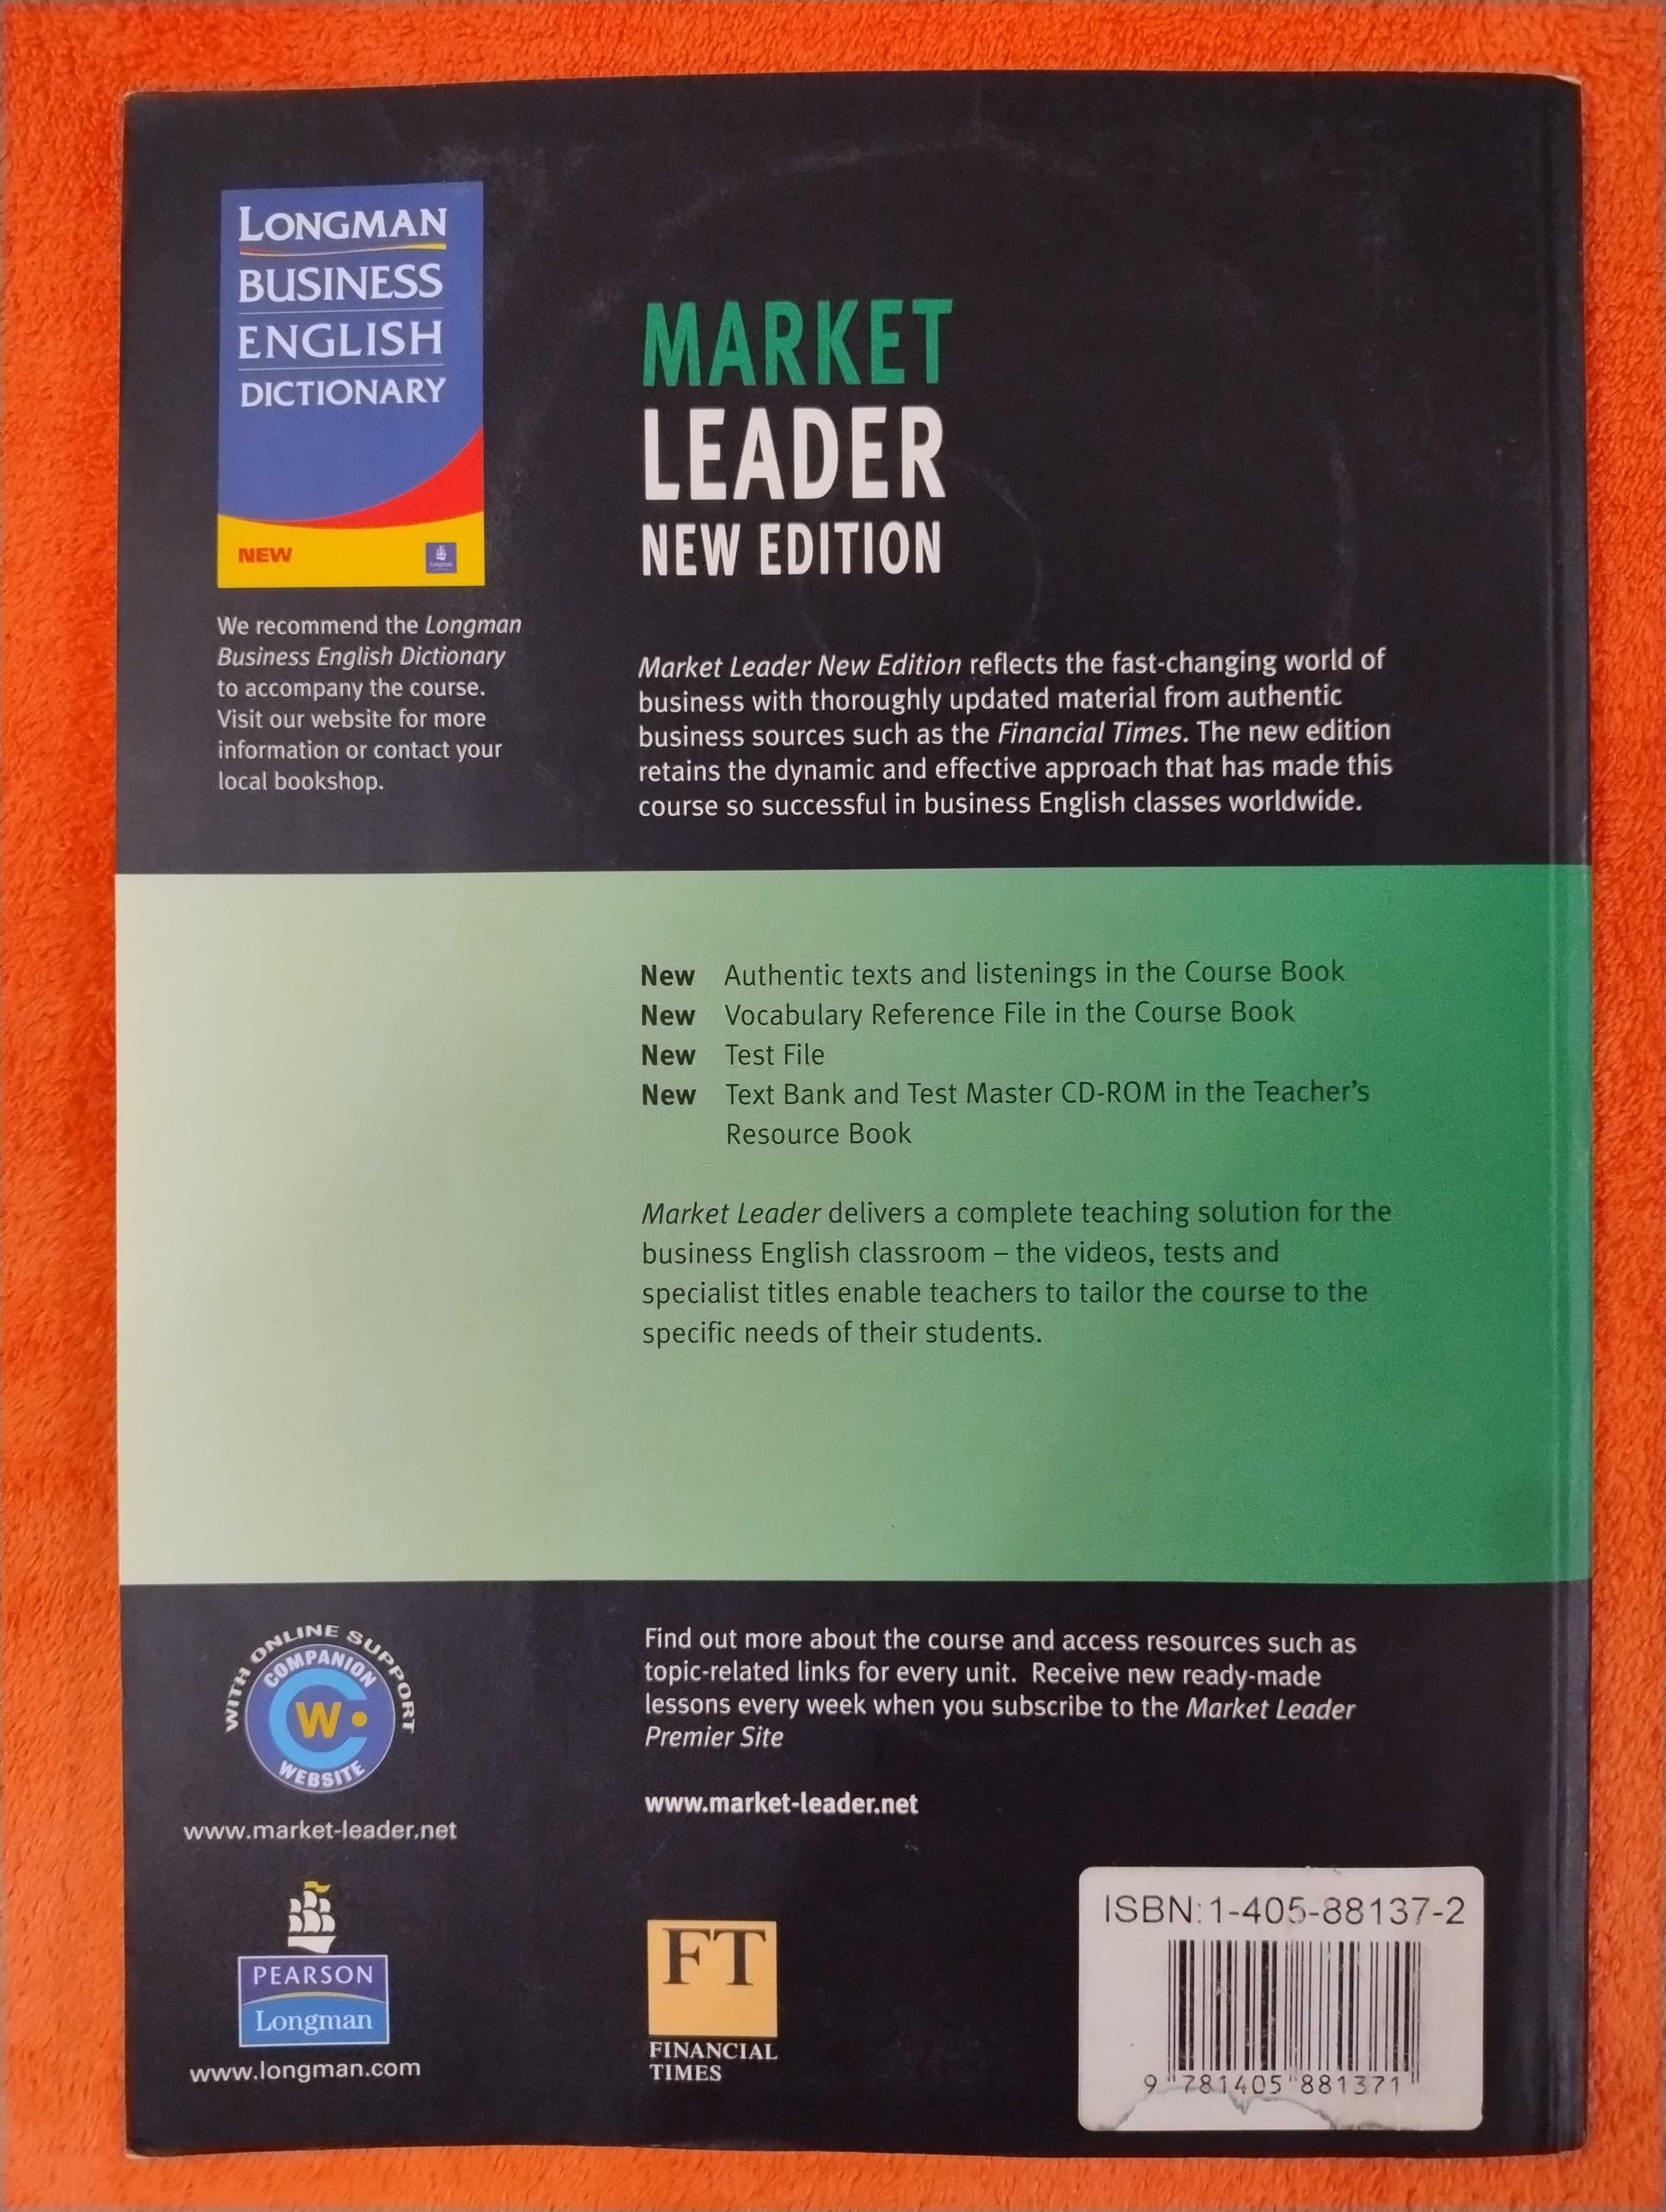 LONGMAN
BUSINESS
ENGLISH
DICTIONARY
NEW
Longman
We recommend the Longman
Business English Dictionary
to accompany the course.
Visit our website for more
information or contact your
local bookshop.
MARKET
LEADER
NEW EDITION
Market Leader New Edition reflects the fast-changing world of
business with thoroughly updated material from authentic
business sources such as the Financial Times. The new edition
retains the dynamic and effective approach that has made this
course so successful in business English classes worldwide.
New Authentic texts and listenings in the Course Book
New Vocabulary Reference File in the Course Book
New Test File
New Text Bank and Test Master CD-ROM in the Teacher's
Resource Book
Market Leader delivers a complete teaching solution for the
business English classroom – the videos, tests and
specialist titles enable teachers to tailor the course to the
specific needs of their students.
WITH ONLINE SUPPORT
COMPANION
W
WEBSITE
www.market-leader.net
PEARSON
Longman
www.longman.com
Find out more about the course and access resources such as
topic-related links for every unit. Receive new ready-made
lessons every week when you subscribe to the Market Leader
Premier Site
www.market-leader.net
FT
FINANCIAL
TIMES
ISBN:1-405-88137-2
9 781405 881371